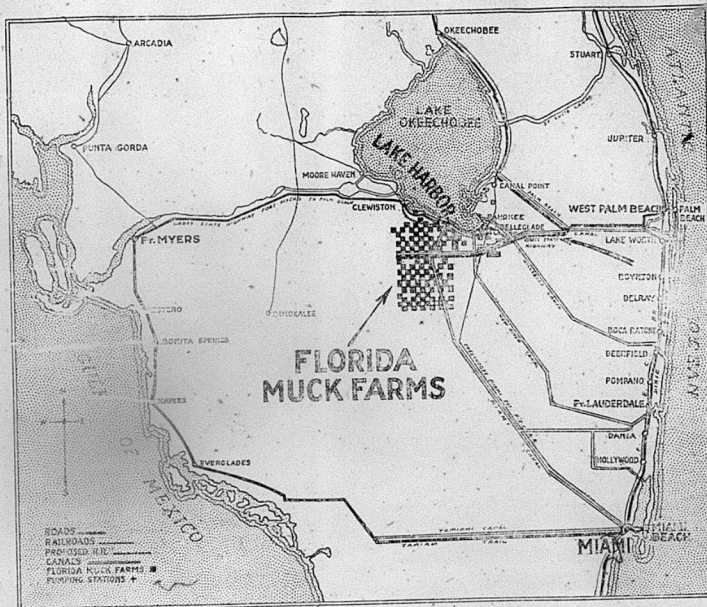 ARCADIA
OKEECHOBEE
STUART
ATLANTIC
LAKE
OKEECHOBEE
PUNTA GORDA
JUPITER
LAKE HARBOR
MOORE HAVEN
CANAL POINT
CLEWISTON
PAHOKEE
BELLEGLADE
WEST PALM BEACH
PALM
BEACH
CANAL
HIGHWAY
LAKE WORTH
FT. MYERS
BOYNTON
ESTERO
IMMOKALEE
DELRAY
BONITA SPRINGS
BOCA RATONE
OCEAN
DEERFIELD
FLORIDA
MUCK FARMS
POMPANO
GULF
OF
MEXICO
NAPLES
FT. LAUDERDALE
DANIA
HOLLYWOOD
EVERGLADES
TAMIAMI CANAL
TAMIAMI TRAIL
MIAMI
MIAMI
BEACH
ROADS
RAILROADS
PROPOSED R.R.
CANALS
FLORIDA MUCK FARMS
PUMPING STATIONS +